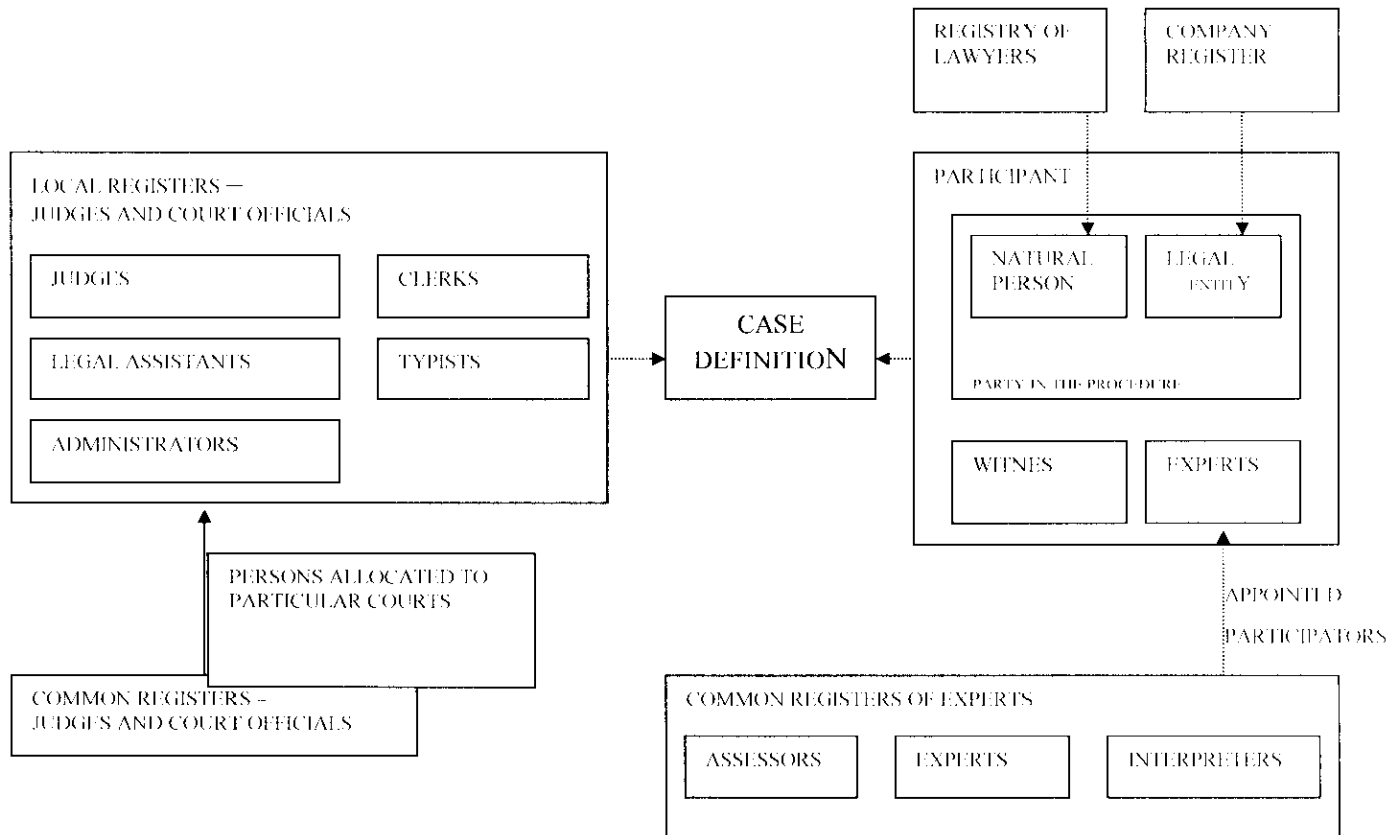 REGISTRY OF
LAWYERS
COMPANY
REGISTER
LOCAL REGISTERS –
JUDGES AND COURT OFFICIALS
JUDGES
CLERKS
LEGAL ASSISTANTS
TYPISTS
ADMINISTRATORS
CASE
DEFINITION
PARTICIPANT
NATURAL
PERSON
LEGAL
ENTITY
PARTY IN THE PROCEDURE
WITNES
EXPERTS
PERSONS ALLOCATED TO
PARTICULAR COURTS
COMMON REGISTERS –
JUDGES AND COURT OFFICIALS
APPOINTED
PARTICIPATORS
COMMON REGISTERS OF EXPERTS
ASSESSORS
EXPERTS
INTERPRETERS